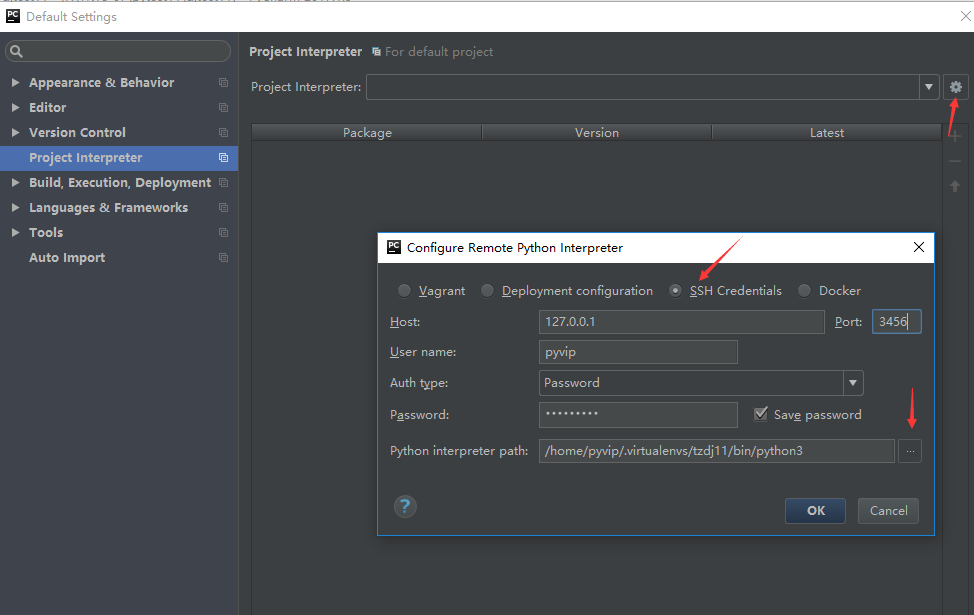 PC Default Settings
Project Interpreter For default project
Appearance & Behavior
Editor
Version Control
Project Interpreter
Build, Execution, Deployment
Languages & Frameworks
Tools
Auto Import
Project Interpreter:
Package Version Latest
PC Configure Remote Python Interpreter
Vagrant Deployment configuration SSH Credentials Docker
Host: 127.0.0.1 Port: 3456
User name: pyvip
Auth type: Password
Password: ••••••••• Save password
Python interpreter path: /home/pyvip/.virtualenvs/tzdj11/bin/python3 ...
? OK Cancel